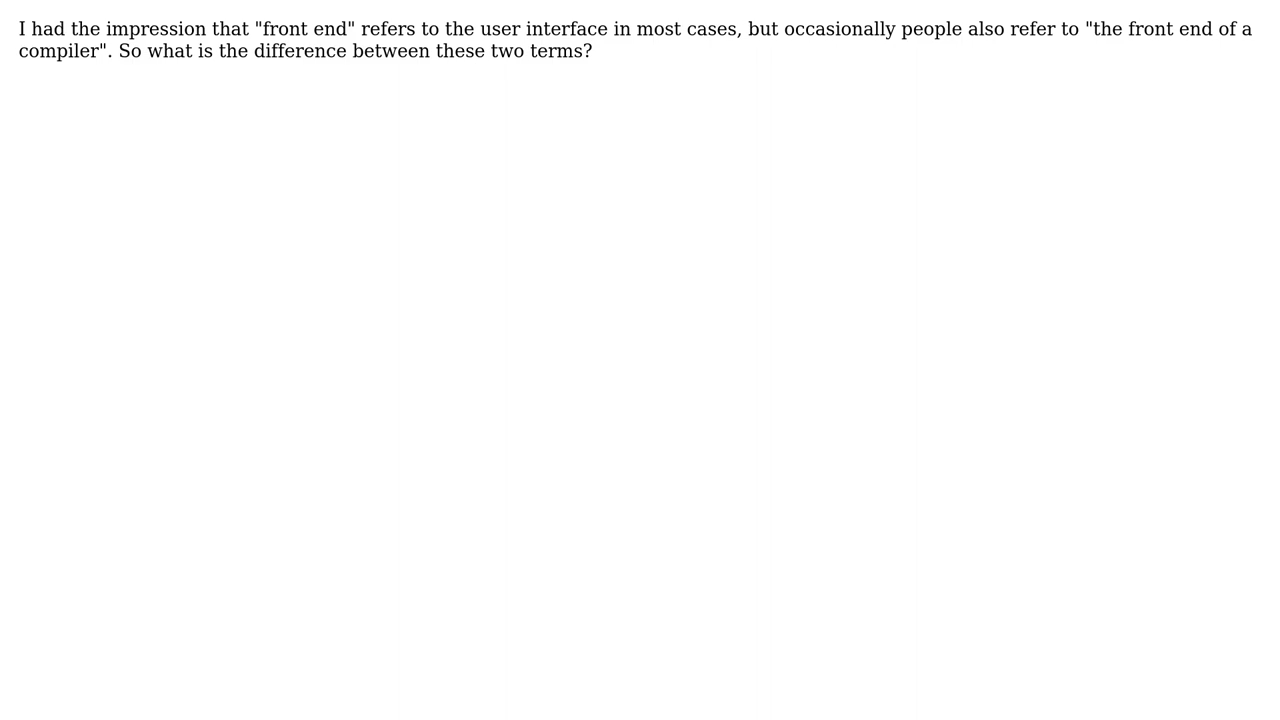 I had the impression that "front end" refers to the user interface in most cases, but occasionally people also refer to "the front end of a
compiler". So what is the difference between these two terms?